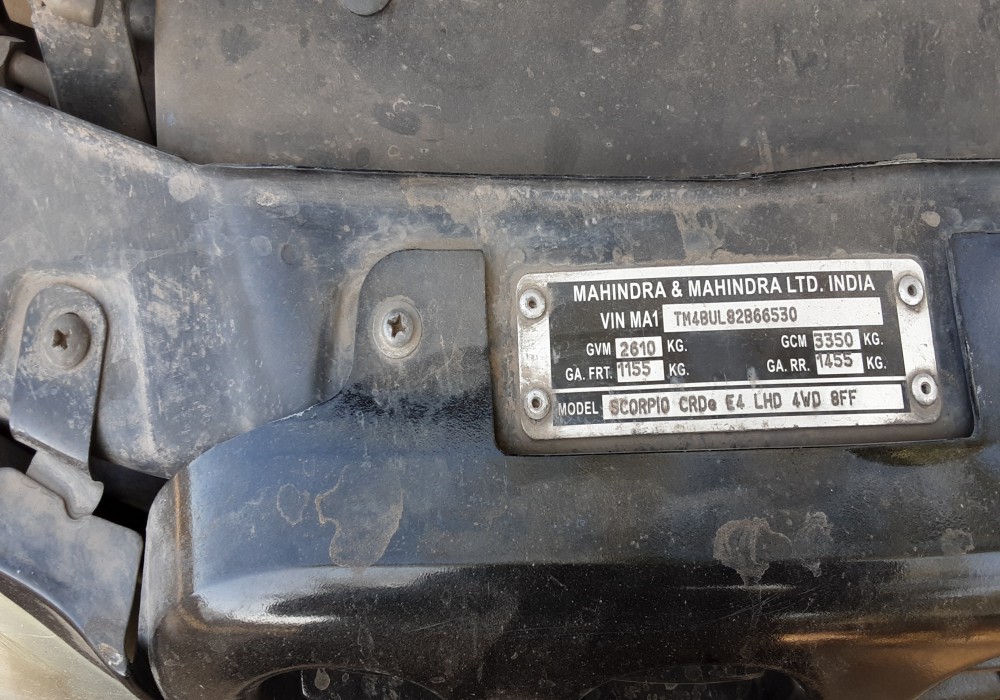 MAHINDRA & MAHINDRA LTD. INDIA
VIN MA1 TM4BUL82B66530
GVM 2610 KG. GCM 3350 KG.
GA. FRT. 1155 KG. GA. RR. 1455 KG.
MODEL SCORPIO CRDe E4 LHD 4WD 8FF